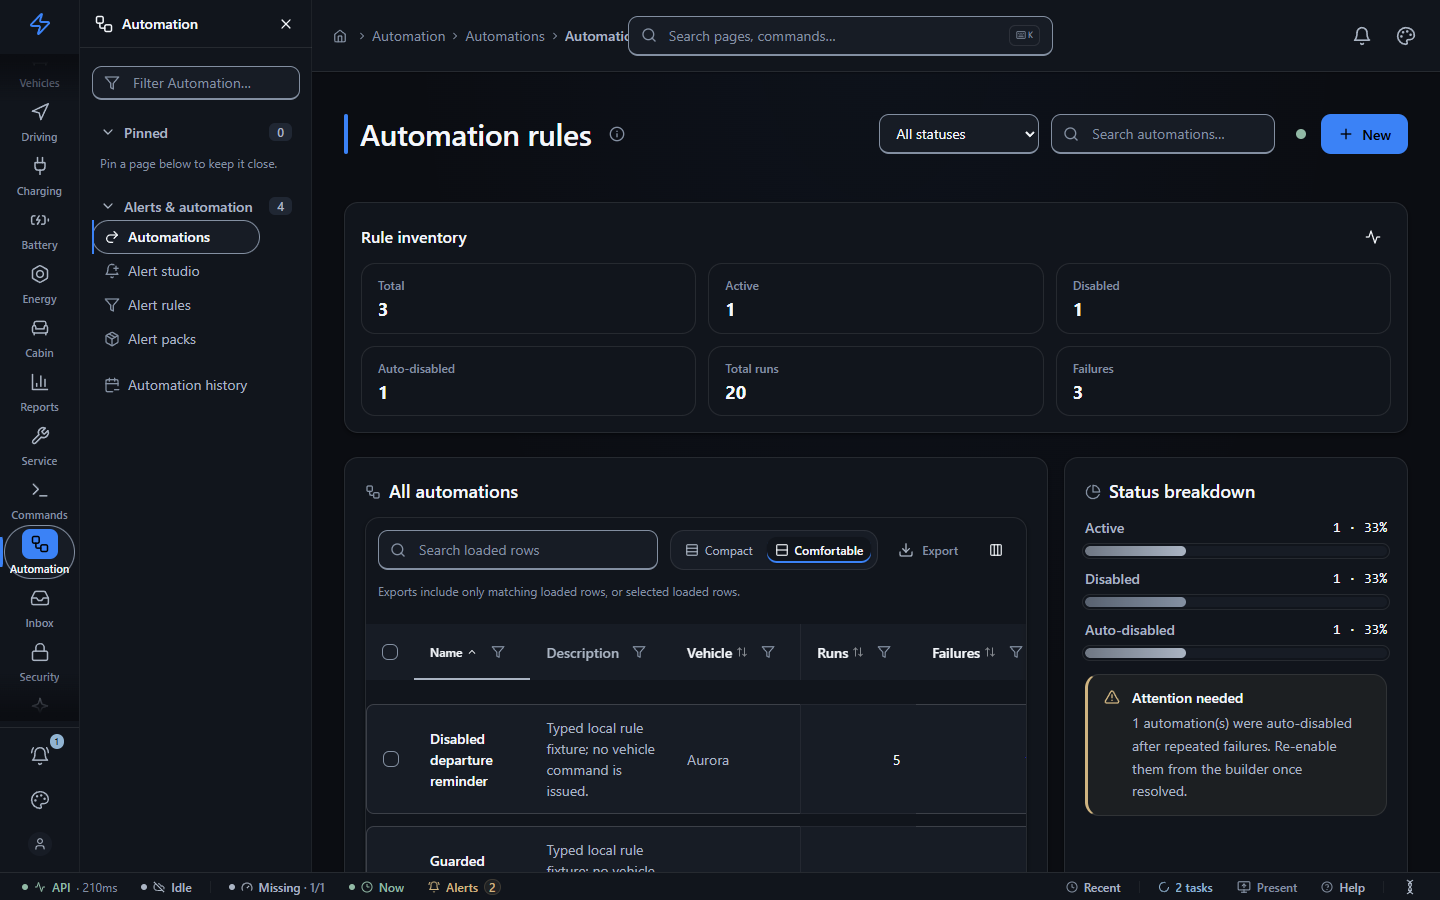 Automation
Vehicles
Driving
Charging
Battery
Energy
Cabin
Reports
Service
Commands
Automation
Inbox
Security
1
Filter Automation...
Pinned 0
Pin a page below to keep it close.
Alerts & automation 4
Automations
Alert studio
Alert rules
Alert packs
Automation history
Automation > Automations > Automatio
Search pages, commands... K
Automation rules
All statuses
Search automations...
New
Rule inventory
Total
3
Active
1
Disabled
1
Auto-disabled
1
Total runs
20
Failures
3
All automations
Search loaded rows
Compact
Comfortable
Export
Exports include only matching loaded rows, or selected loaded rows.
Name Description Vehicle Runs Failures
Disabled departure reminder
Typed local rule
fixture; no vehicle
command is
issued.
Aurora
5
Guarded
Typed local rule
fixture; no vehicle
Status breakdown
Active 1 · 33%
Disabled 1 · 33%
Auto-disabled 1 · 33%
Attention needed
1 automation(s) were auto-disabled
after repeated failures. Re-enable
them from the builder once
resolved.
API · 210ms Idle Missing · 1/1 Now Alerts 2 Recent 2 tasks Present Help